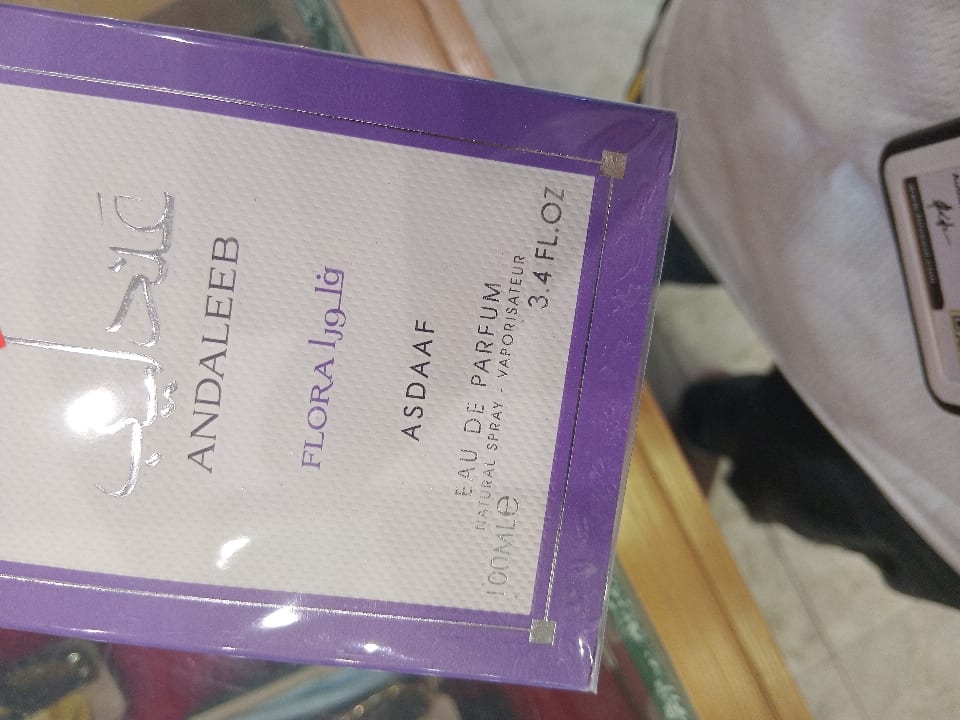 عندليب
ANDALEEB
FLORA فلورا
ASDAAF
EAU DE PARFUM
NATURAL SPRAY - VAPORISATEUR
100ML e 3.4 FL.OZ